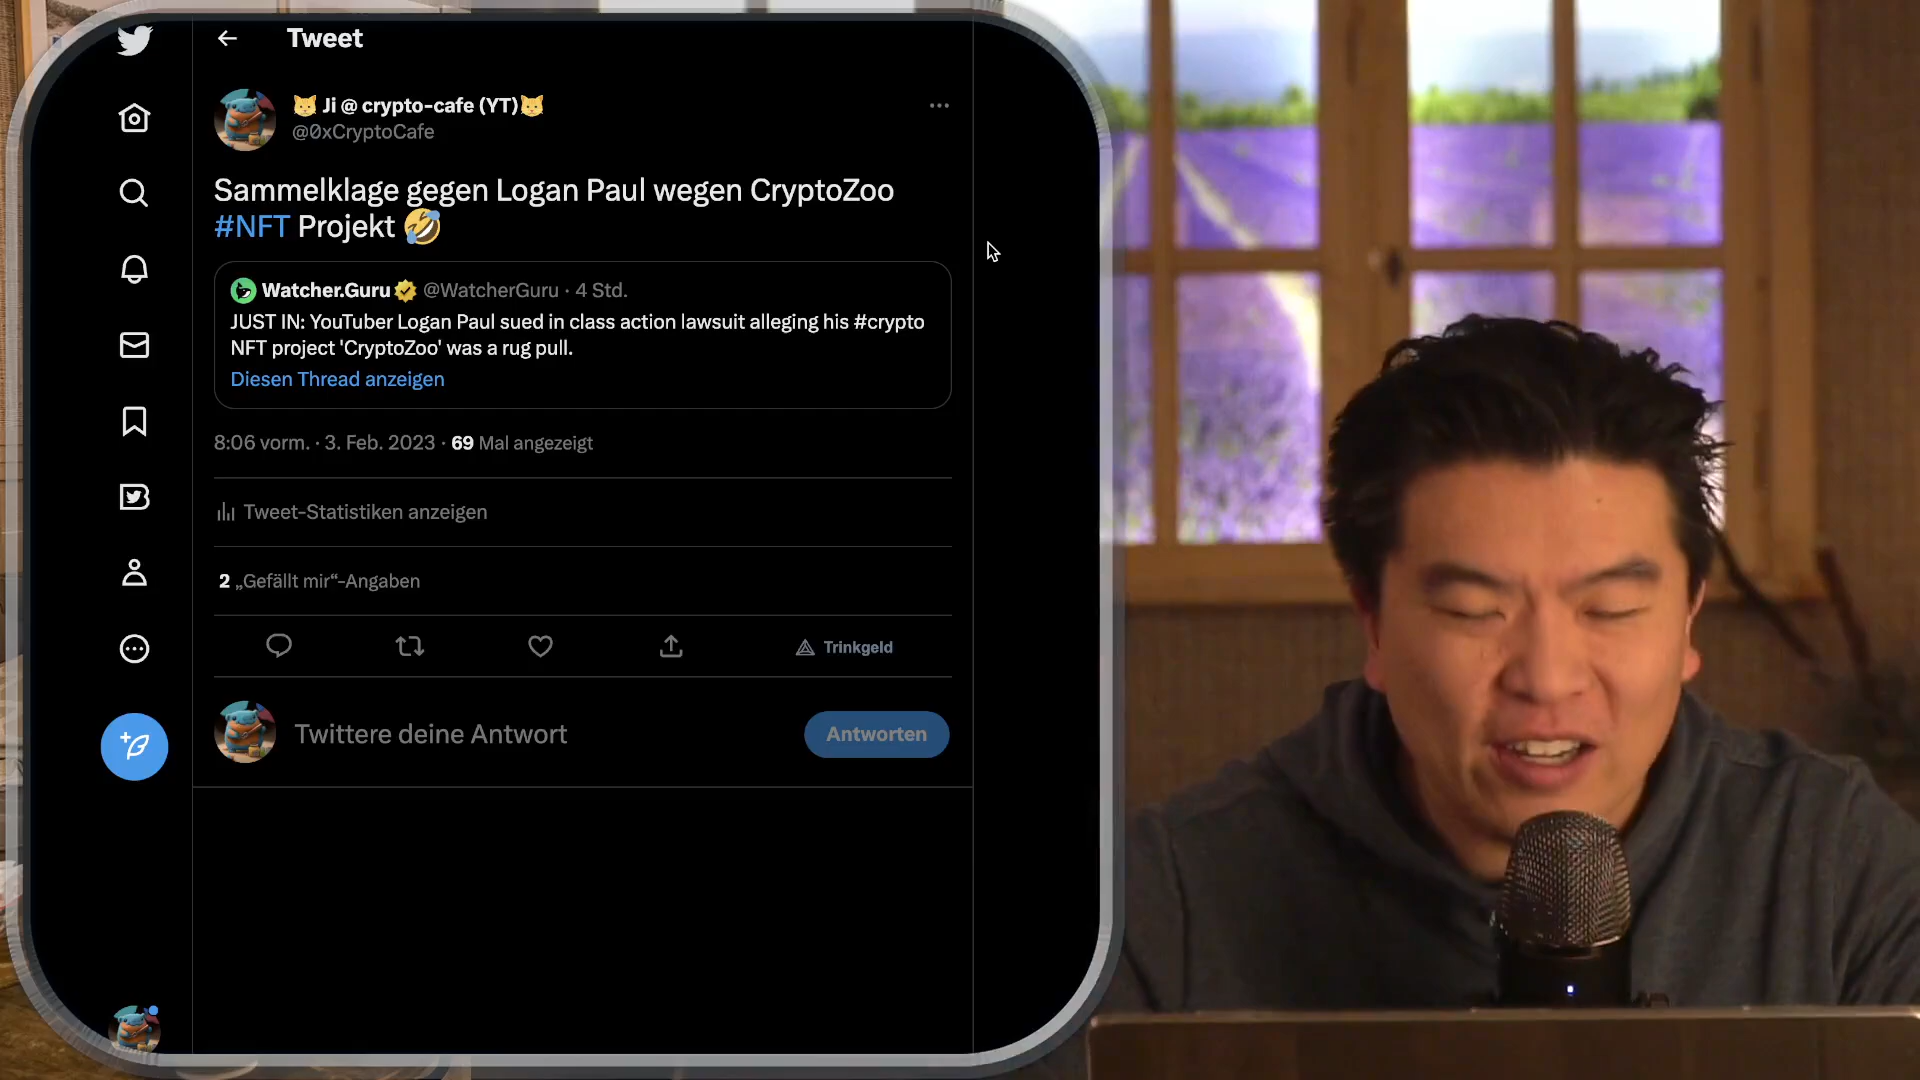 Tweet
Ji @ crypto-cafe (YT)
@0xCryptoCafe
Sammelklage gegen Logan Paul wegen CryptoZoo
#NFT Projekt 🤣
Watcher.Guru @WatcherGuru · 4 Std.
JUST IN: YouTuber Logan Paul sued in class action lawsuit alleging his #crypto
NFT project 'CryptoZoo' was a rug pull.
Diesen Thread anzeigen
8:06 vorm. · 3. Feb. 2023 · 69 Mal angezeigt
Tweet-Statistiken anzeigen
2 „Gefällt mir“-Angaben
Trinkgeld
Twittere deine Antwort
Antworten